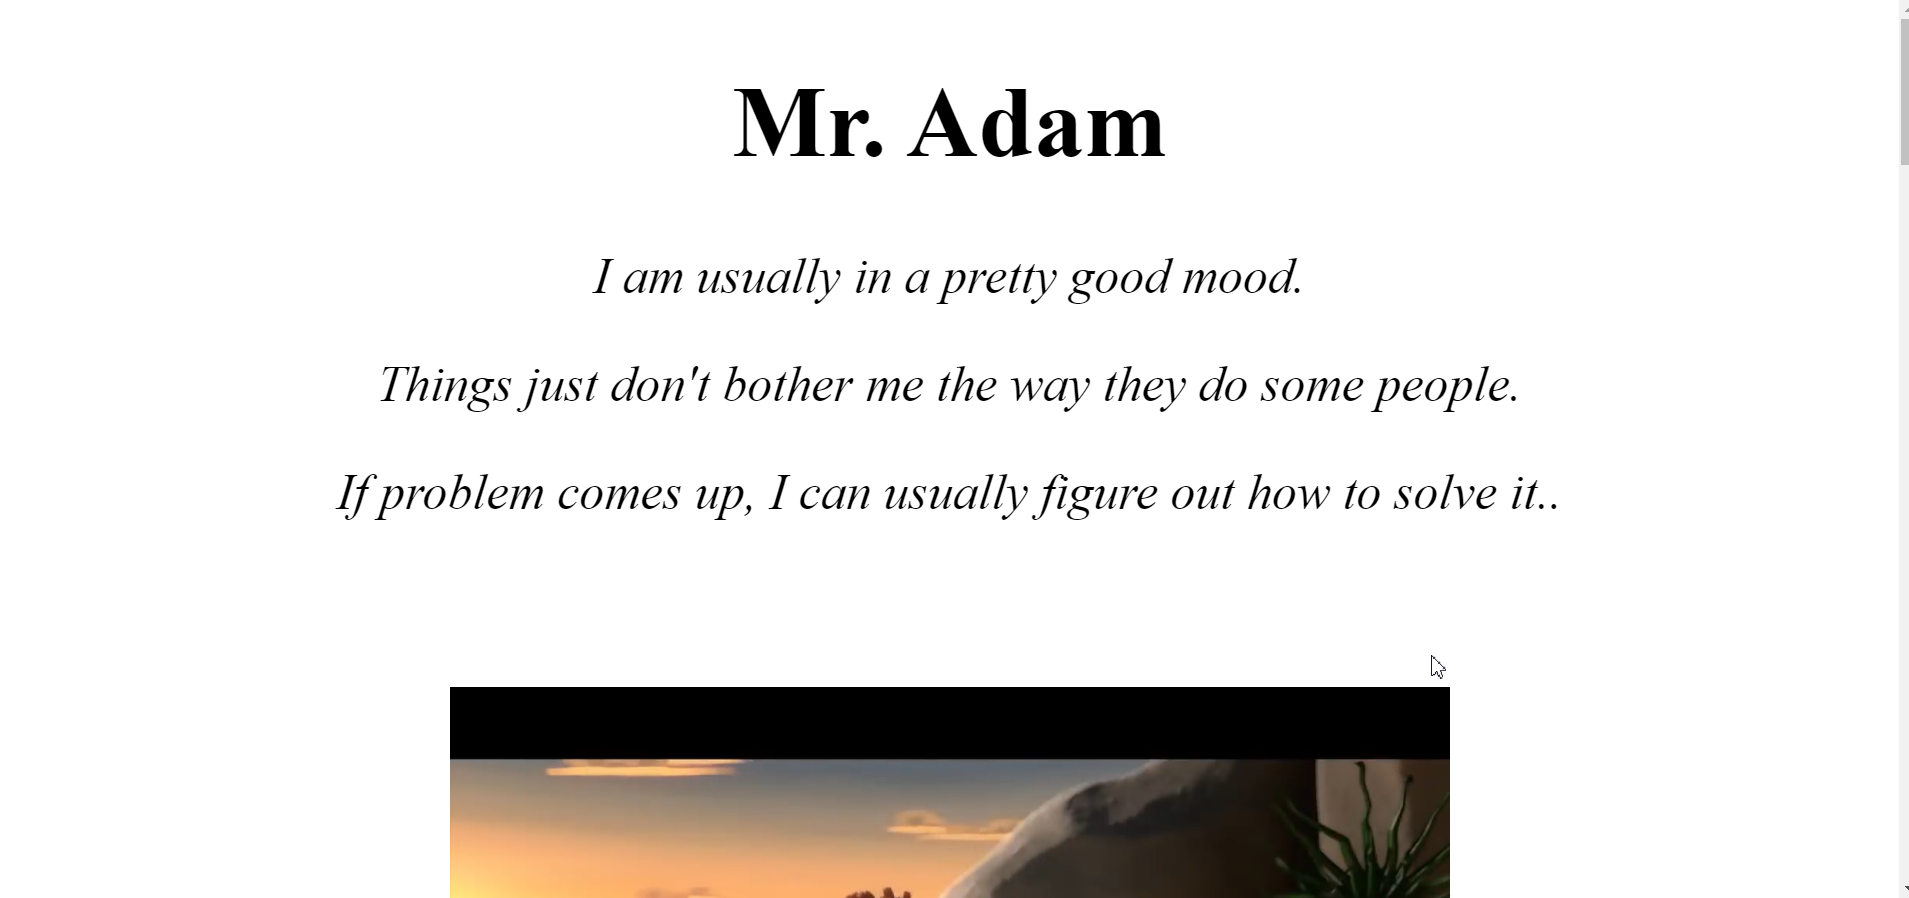 Mr. Adam
I am usually in a pretty good mood.
Things just don't bother me the way they do some people.
If problem comes up, I can usually figure out how to solve it..